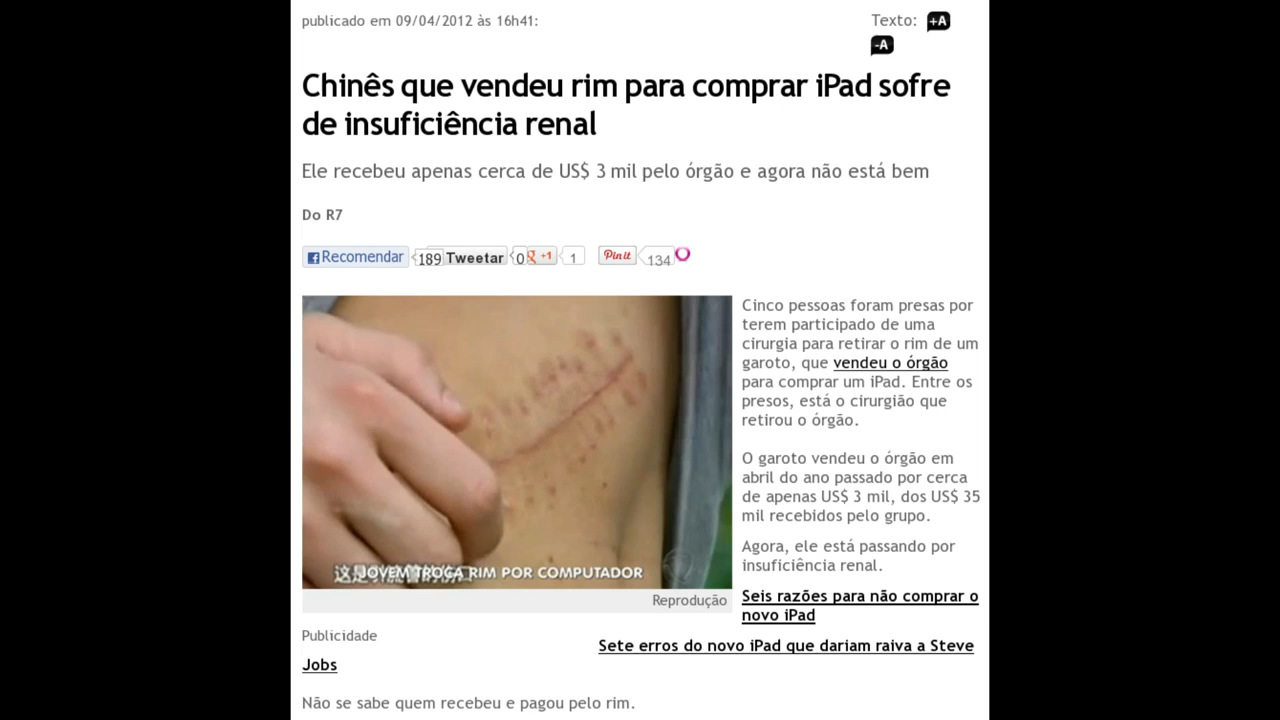 publicado em 09/04/2012 às 16h41:
Texto: +A
-A
Chinês que vendeu rim para comprar iPad sofre
de insuficiência renal
Ele recebeu apenas cerca de US$ 3 mil pelo órgão e agora não está bem
Do R7
Recomendar 189 Tweetar 0 +1 1 Pin it 134
JOVEM TROCA RIM POR COMPUTADOR
Reprodução
Cinco pessoas foram presas por
terem participado de uma
cirurgia para retirar o rim de um
garoto, que vendeu o órgão
para comprar um iPad. Entre os
presos, está o cirurgião que
retirou o órgão.
O garoto vendeu o órgão em
abril do ano passado por cerca
de apenas US$ 3 mil, dos US$ 35
mil recebidos pelo grupo.
Agora, ele está passando por
insuficiência renal.
Seis razões para não comprar o
novo iPad
Publicidade
Sete erros do novo iPad que dariam raiva a Steve
Jobs
Não se sabe quem recebeu e pagou pelo rim.